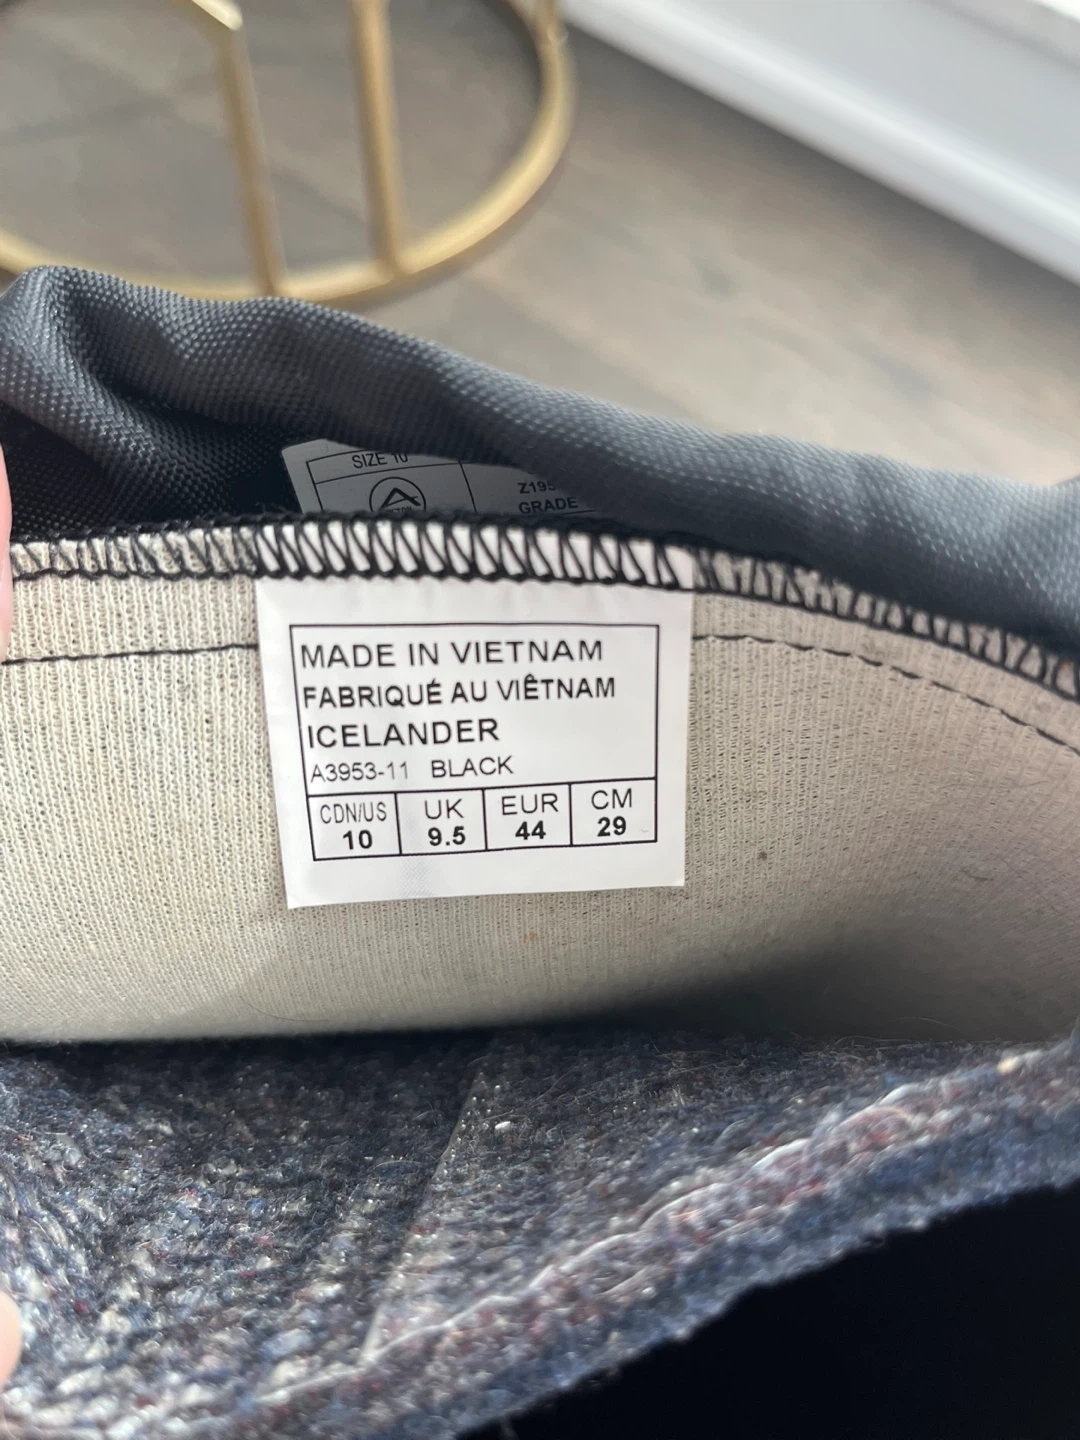 SIZE 10
Z195
GRADE
MADE IN VIETNAM
FABRIQUÉ AU VIÊTNAM
ICELANDER
A3953-11 BLACK
CDN/US UK EUR CM
10 9.5 44 29